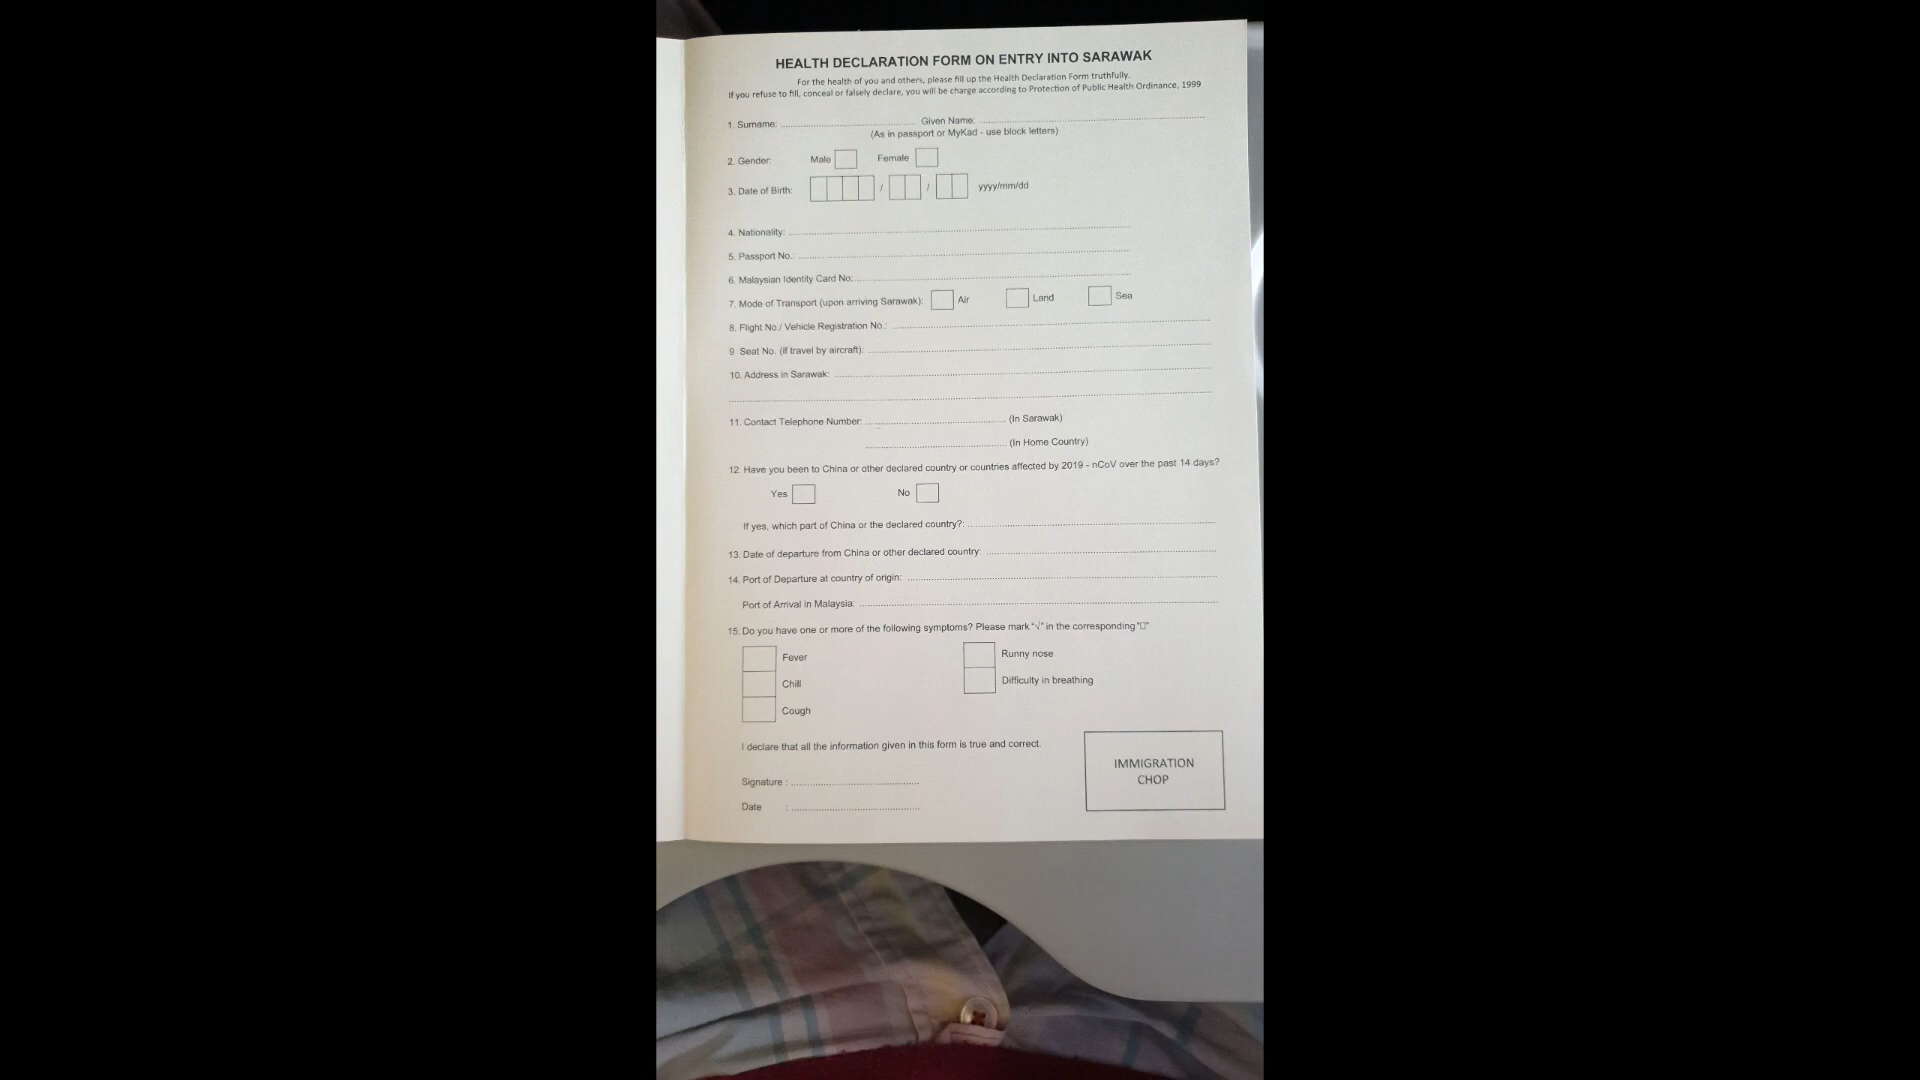 HEALTH DECLARATION FORM ON ENTRY INTO SARAWAK
For the health of you and others, please fill up the Health Declaration Form truthfully.
If you refuse to fill, conceal or falsely declare, you will be charge according to Protection of Public Health Ordinance, 1999
1. Surname: Given Name:
(As in passport or MyKad - use block letters)
2. Gender: Male Female
3. Date of Birth: / / yyyy/mm/dd
4. Nationality:
5. Passport No.:
6. Malaysian Identity Card No:
7. Mode of Transport (upon arriving Sarawak): Air Land Sea
8. Flight No./ Vehicle Registration No.:
9 Seat No. (if travel by aircraft):
10. Address in Sarawak:
11. Contact Telephone Number: (In Sarawak)
(In Home Country)
12. Have you been to China or other declared country or countries affected by 2019 - nCoV over the past 14 days?
Yes No
If yes, which part of China or the declared country?:
13. Date of departure from China or other declared country:
14. Port of Departure at country of origin:
Port of Arrival in Malaysia:
15. Do you have one or more of the following symptoms? Please mark "√" in the corresponding "□"
Fever Runny nose
Chill Difficulty in breathing
Cough
I declare that all the information given in this form is true and correct.
Signature :
Date :
IMMIGRATION
CHOP